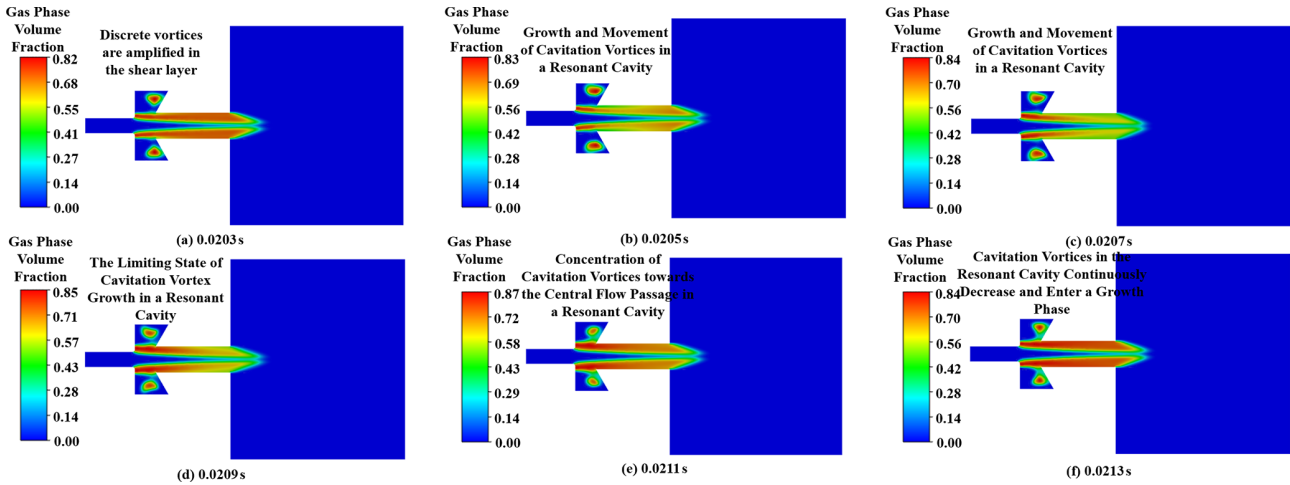 Gas Phase
Volume
Fraction
0.82
0.68
0.55
0.41
0.27
0.14
0.00
Discrete vortices
are amplified in
the shear layer
(a) 0.0203s
Gas Phase
Volume
Fraction
0.83
0.69
0.56
0.42
0.28
0.14
0.00
Growth and Movement
of Cavitation Vortices in
a Resonant Cavity
(b) 0.0205s
Gas Phase
Volume
Fraction
0.84
0.70
0.56
0.42
0.28
0.14
0.00
Growth and Movement
of Cavitation Vortices
in a Resonant Cavity
(c) 0.0207s
Gas Phase
Volume
Fraction
0.85
0.71
0.57
0.43
0.28
0.14
0.00
The Limiting State of
Cavitation Vortex
Growth in a Resonant
Cavity
(d) 0.0209s
Gas Phase
Volume
Fraction
0.87
0.72
0.58
0.43
0.29
0.14
0.00
Concentration of
Cavitation Vortices towards
the Central Flow Passage in
a Resonant Cavity
(e) 0.0211s
Gas Phase
Volume
Fraction
0.84
0.70
0.56
0.42
0.28
0.14
0.00
Cavitation Vortices in the
Resonant Cavity Continuously
Decrease and Enter a Growth
Phase
(f) 0.0213s